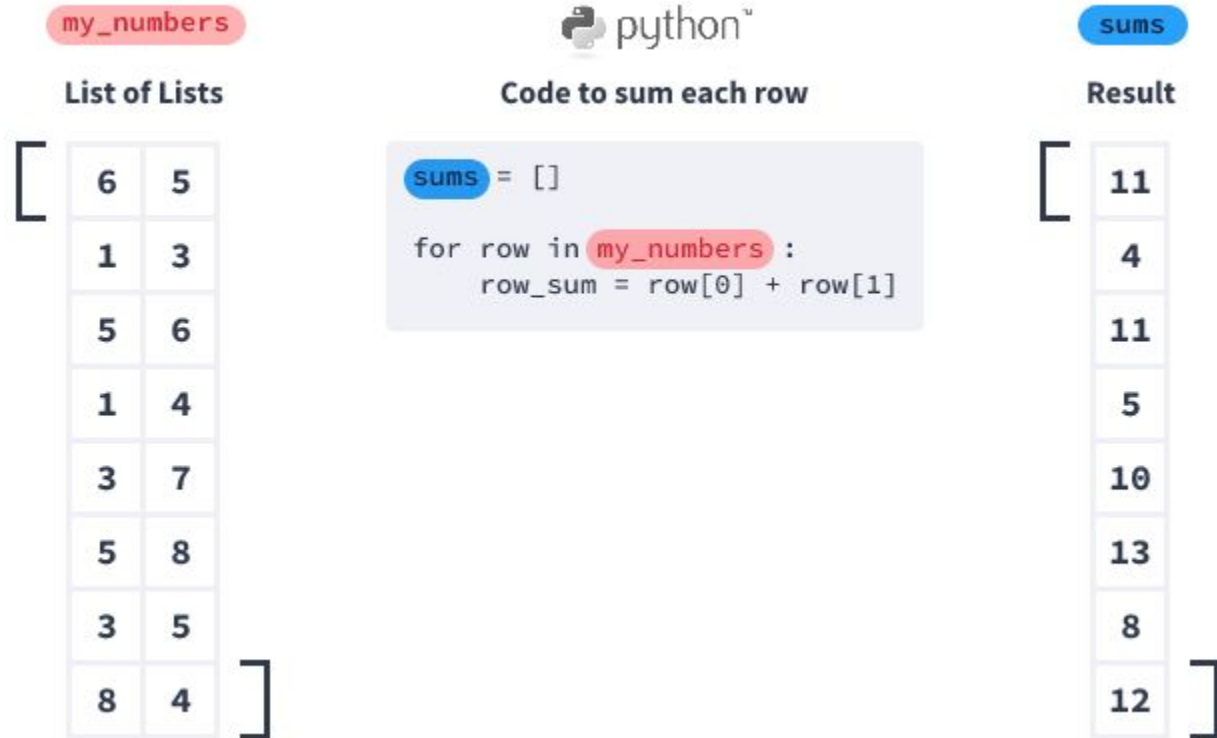 my_numbers
python™
sums
List of Lists
Code to sum each row
Result
6 5
1 3
5 6
1 4
3 7
5 8
3 5
8 4
sums = []
for row in my_numbers :
    row_sum = row[0] + row[1]
11
4
11
5
10
13
8
12